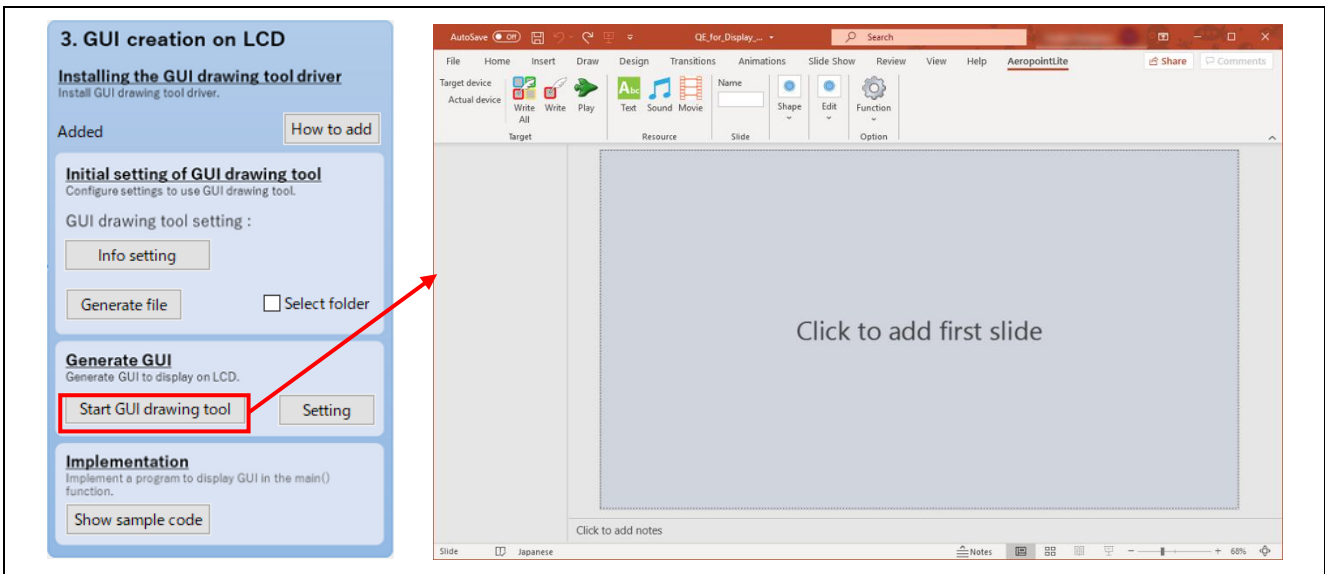 3. GUI creation on LCD
Installing the GUI drawing tool driver
Install GUI drawing tool driver.
Added
How to add
Initial setting of GUI drawing tool
Configure settings to use GUI drawing tool.
GUI drawing tool setting :
Info setting
Generate file
Select folder
Generate GUI
Generate GUI to display on LCD.
Start GUI drawing tool
Setting
Implementation
Implement a program to display GUI in the main()
function.
Show sample code
AutoSave Off QE_for_Display_... Search
File Home Insert Draw Design Transitions Animations Slide Show Review View Help AeropointLite Share Comments
Target device
Actual device
Write All
Write
Play
Target
Abc
Text
Sound
Movie
Resource
Name
Slide
Shape
Edit
Function
Option
Click to add first slide
Click to add notes
Slide Japanese Notes 68%